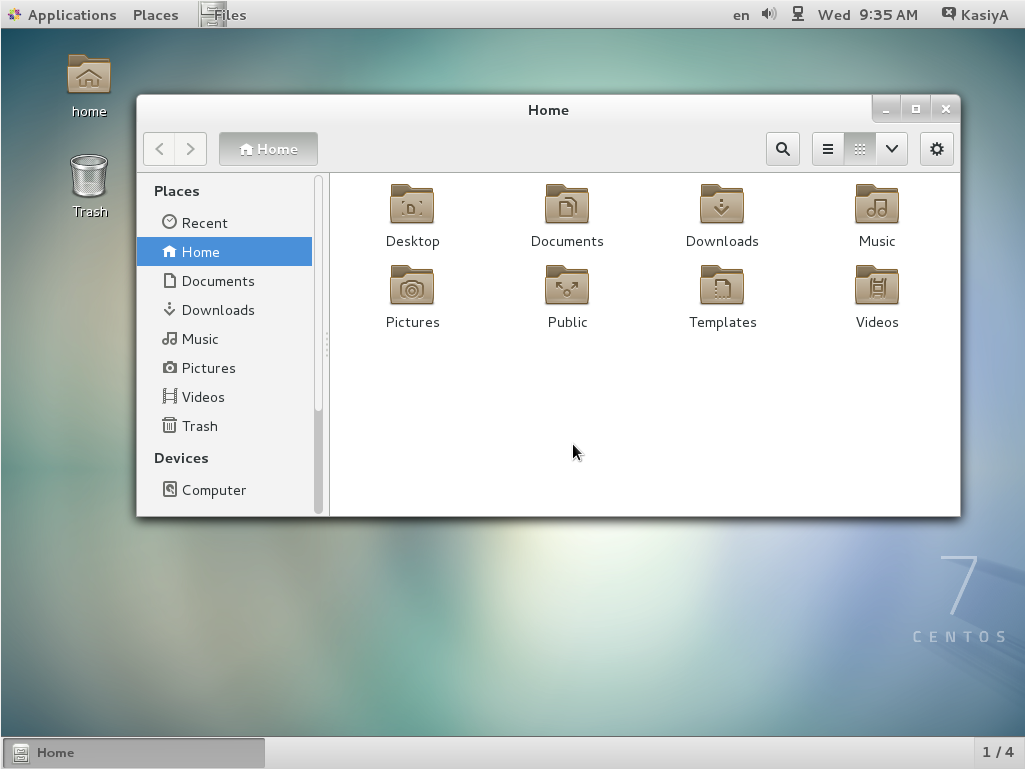 Applications Places Files en Wed 9:35 AM KasiyA
home
Trash
Home
Home
Places
Recent
Home
Documents
Downloads
Music
Pictures
Videos
Trash
Devices
Computer
Desktop Documents Downloads Music
Pictures Public Templates Videos
7
CENTOS
Home 1 / 4